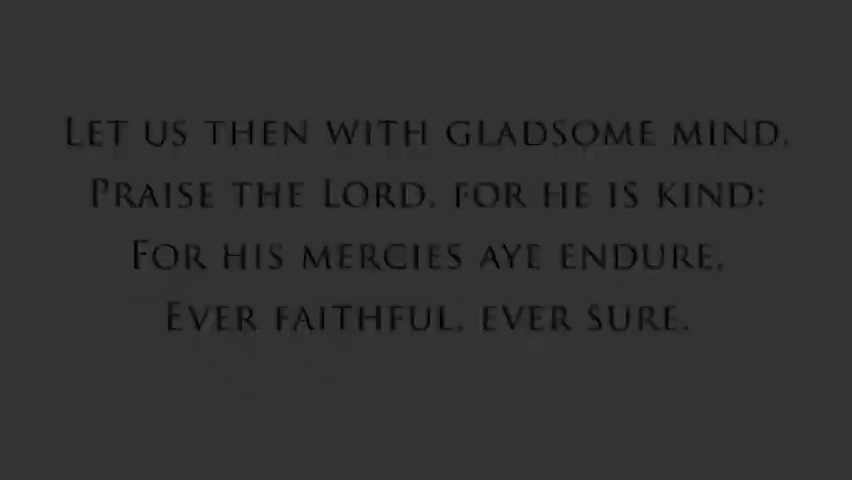 Let us then with gladsome mind,
Praise the Lord, for he is kind:
For his mercies aye endure,
Ever faithful, ever sure.